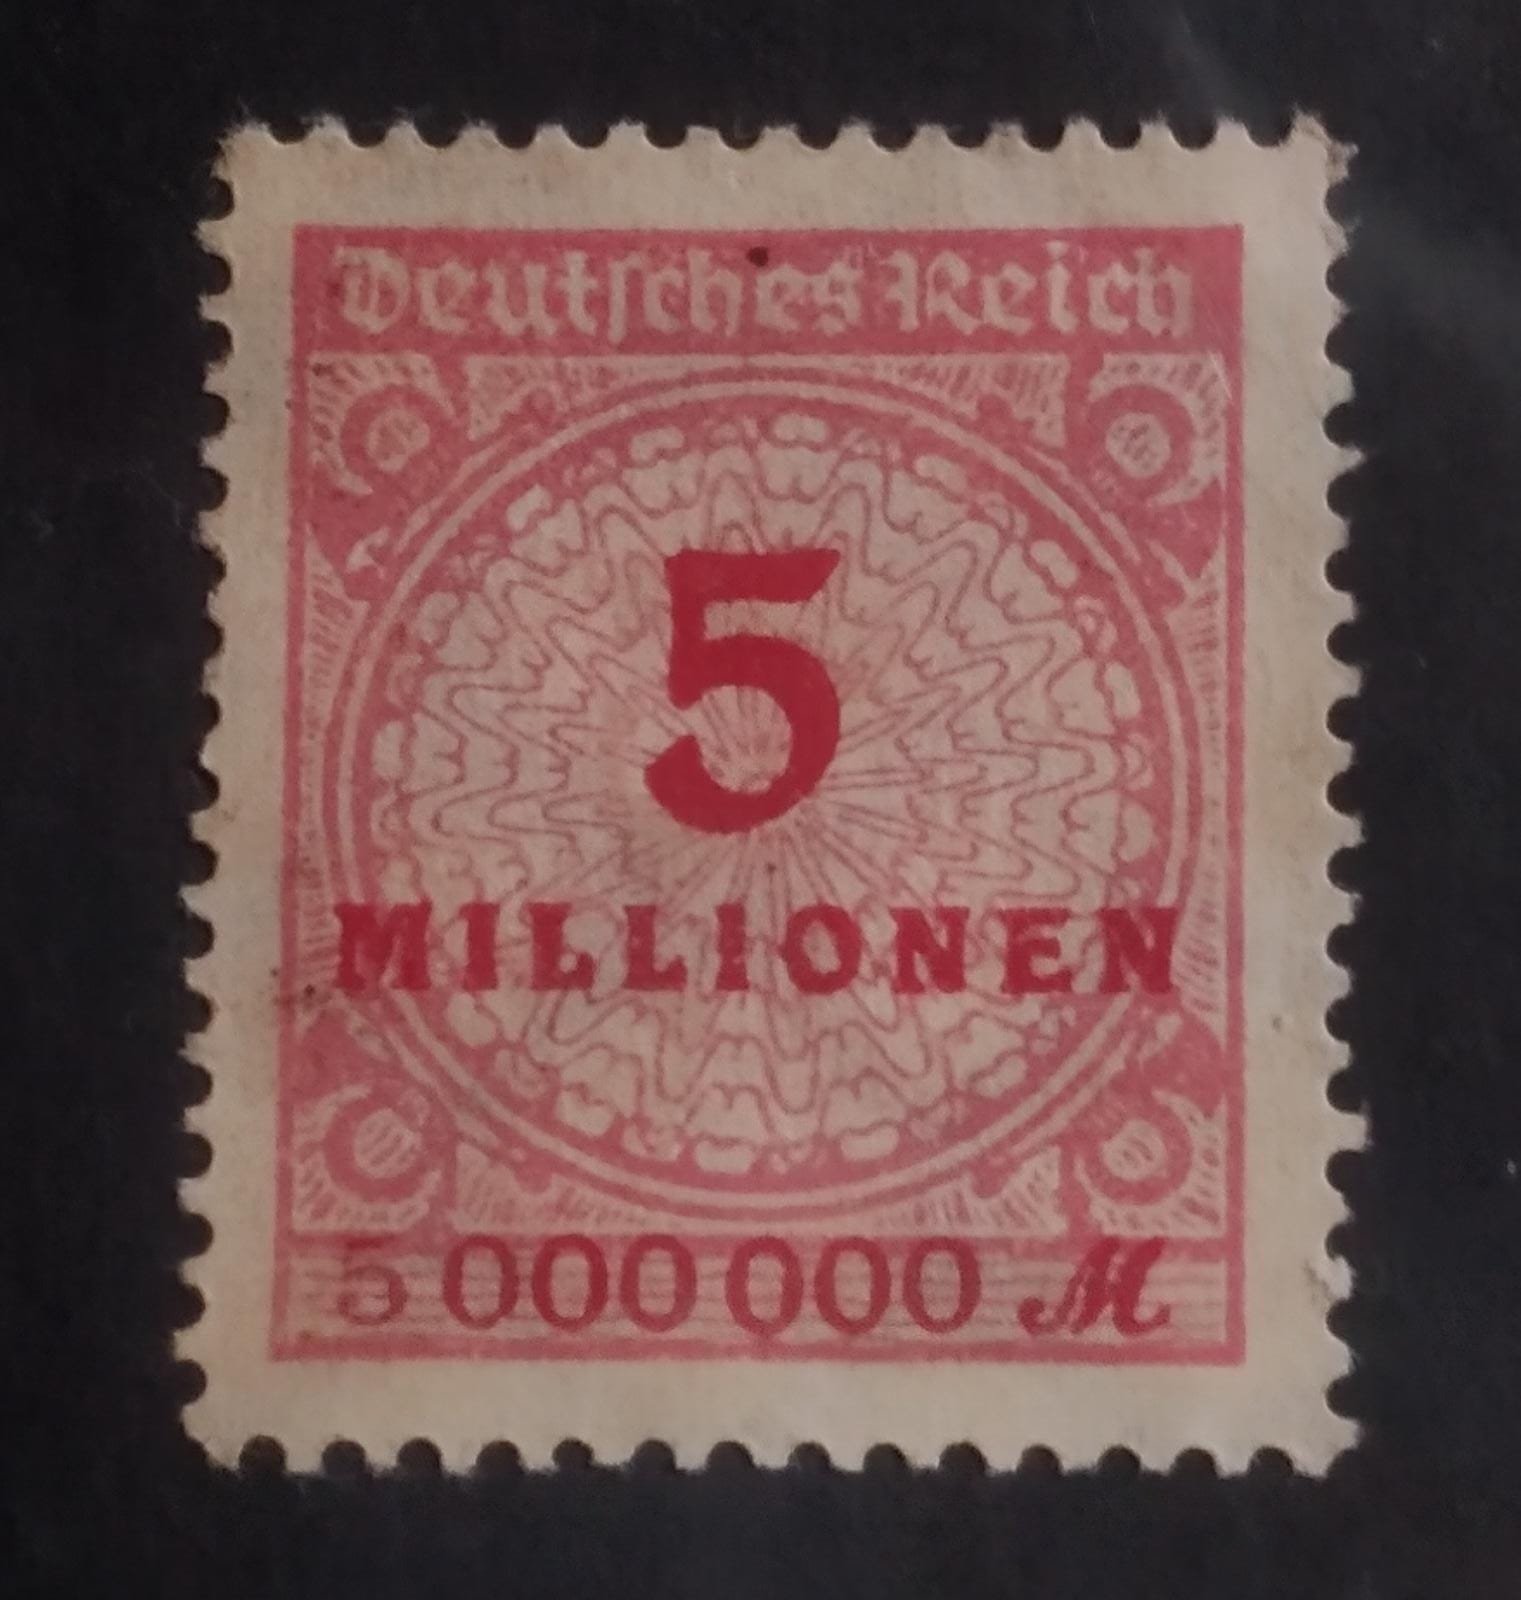 Deutſches Reich
5
MILLIONEN
5 000 000 M